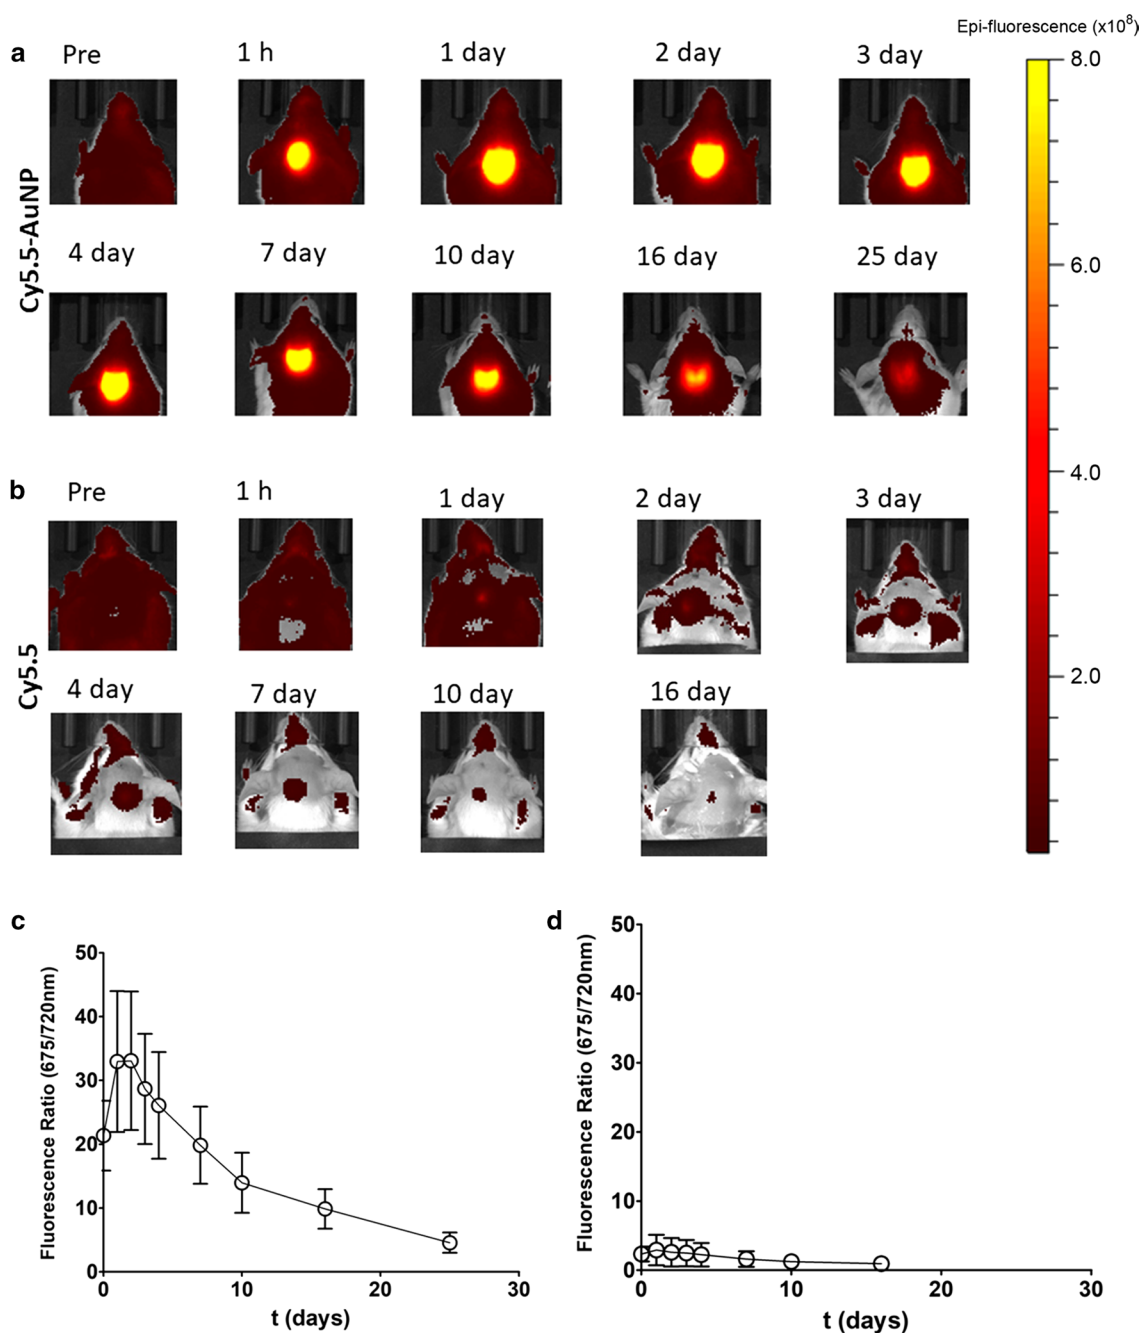 Epi-fluorescence (x10⁸)
a
Pre
1 h
1 day
2 day
3 day
8.0
Cy5.5-AuNP
4 day
7 day
10 day
16 day
25 day
6.0
4.0
b
Pre
1 h
1 day
2 day
3 day
Cy5.5
2.0
4 day
7 day
10 day
16 day
c
Fluorescence Ratio (675/720nm)
50
40
30
20
10
0
0
10
20
30
t (days)
d
Fluorescence Ratio (675/720nm)
50
40
30
20
10
0
0
10
20
30
t (days)